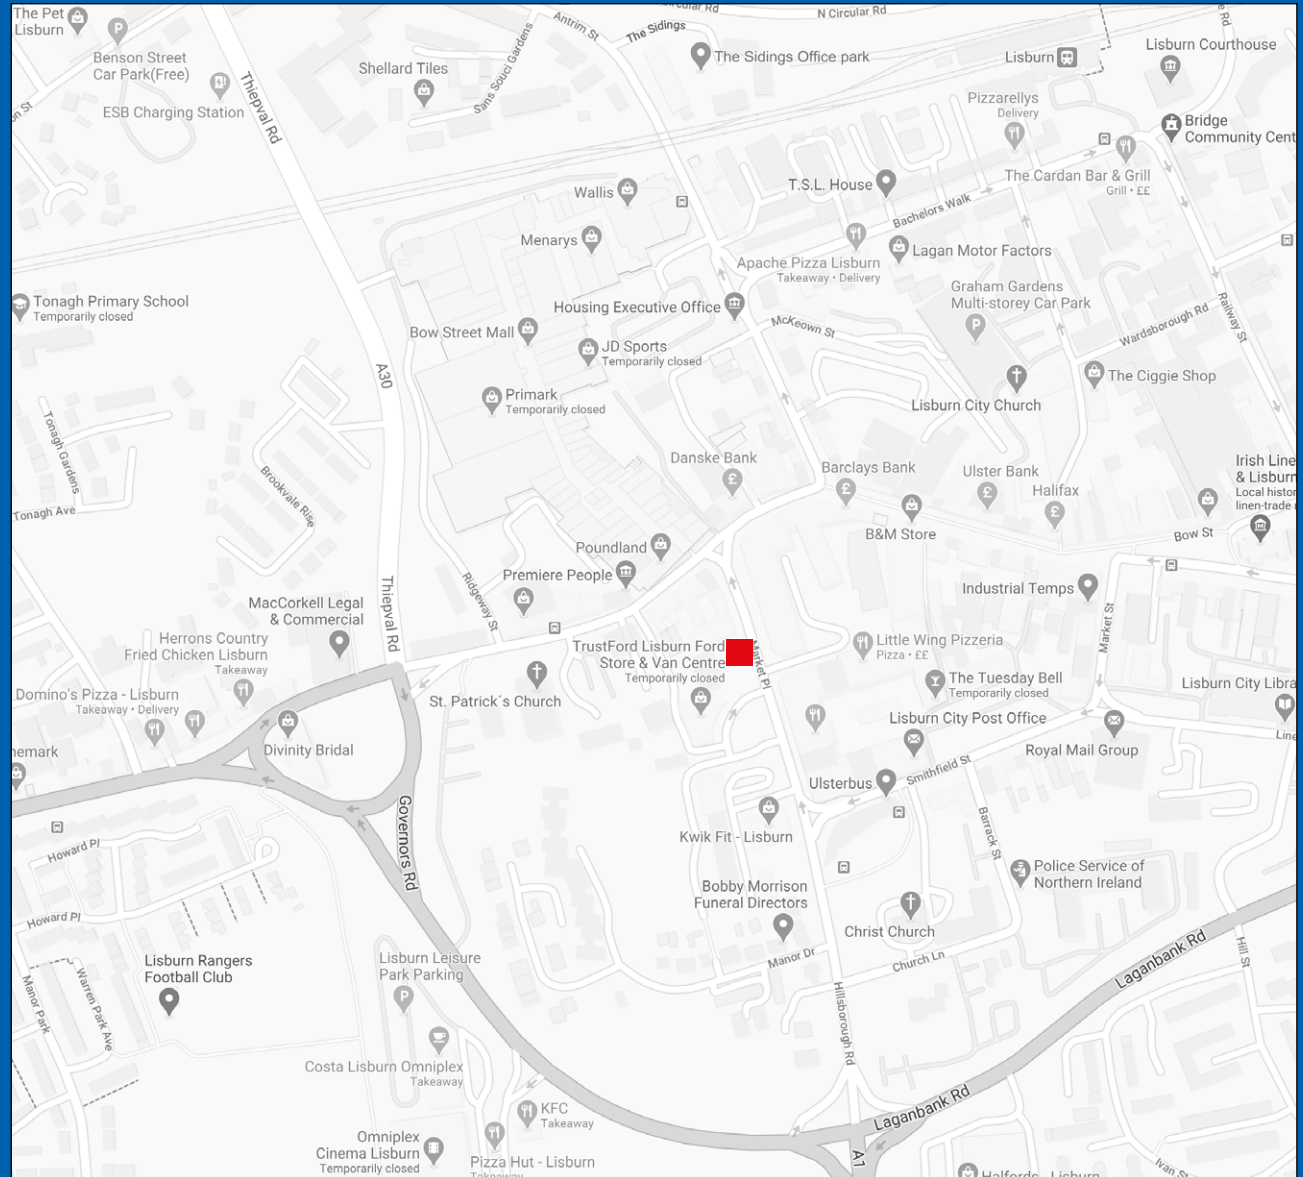 The Pet
Lisburn
Benson Street
Car Park(Free)
ESB Charging Station
Thiepval Rd
Shellard Tiles
Sans Souci Gardens
Antrim St
The Sidings
N Circular Rd
The Sidings Office park
Lisburn
Lisburn Courthouse
Pizzarellys
Delivery
Bridge
Community Cent
The Cardan Bar & Grill
Grill • ££
T.S.L. House
Bachelors Walk
Wallis
Menarys
Apache Pizza Lisburn
Takeaway • Delivery
Lagan Motor Factors
Graham Gardens
Multi-storey Car Park
Tonagh Primary School
Temporarily closed
Housing Executive Office
Bow Street Mall
JD Sports
Temporarily closed
McKeown St
Wardsborough Rd
Railway St
A30
Primark
Temporarily closed
Lisburn City Church
The Ciggie Shop
Tonagh Gardens
Tonagh Ave
Brookvale Rise
Danske Bank
Barclays Bank
Ulster Bank
Halifax
B&M Store
Irish Line
& Lisburn
Local histor
linen-trade
Bow St
Poundland
Premiere People
Ridgeway St
Thiepval Rd
MacCorkell Legal
& Commercial
Industrial Temps
Market St
Herrons Country
Fried Chicken Lisburn
Takeaway
TrustFord Lisburn Ford
Store & Van Centre
Temporarily closed
Market Pl
Little Wing Pizzeria
Pizza • ££
The Tuesday Bell
Temporarily closed
St. Patrick´s Church
Domino's Pizza - Lisburn
Takeaway • Delivery
Divinity Bridal
Lisburn City Post Office
Royal Mail Group
Lisburn City Libra
Line
nemark
Ulsterbus
Smithfield St
Governors Rd
Kwik Fit - Lisburn
Barrack St
Howard Pl
Howard Pl
Police Service of
Northern Ireland
Bobby Morrison
Funeral Directors
Christ Church
Manor Dr
Church Ln
Laganbank Rd
Hill St
Lisburn Rangers
Football Club
Lisburn Leisure
Park Parking
Manor Park
Warren Park Ave
Hillsborough Rd
Costa Lisburn Omniplex
Takeaway
KFC
Takeaway
Laganbank Rd
Omniplex
Cinema Lisburn
Temporarily closed
Pizza Hut - Lisburn
Takeaway
A1
Halfords - Lisburn
Ivan St